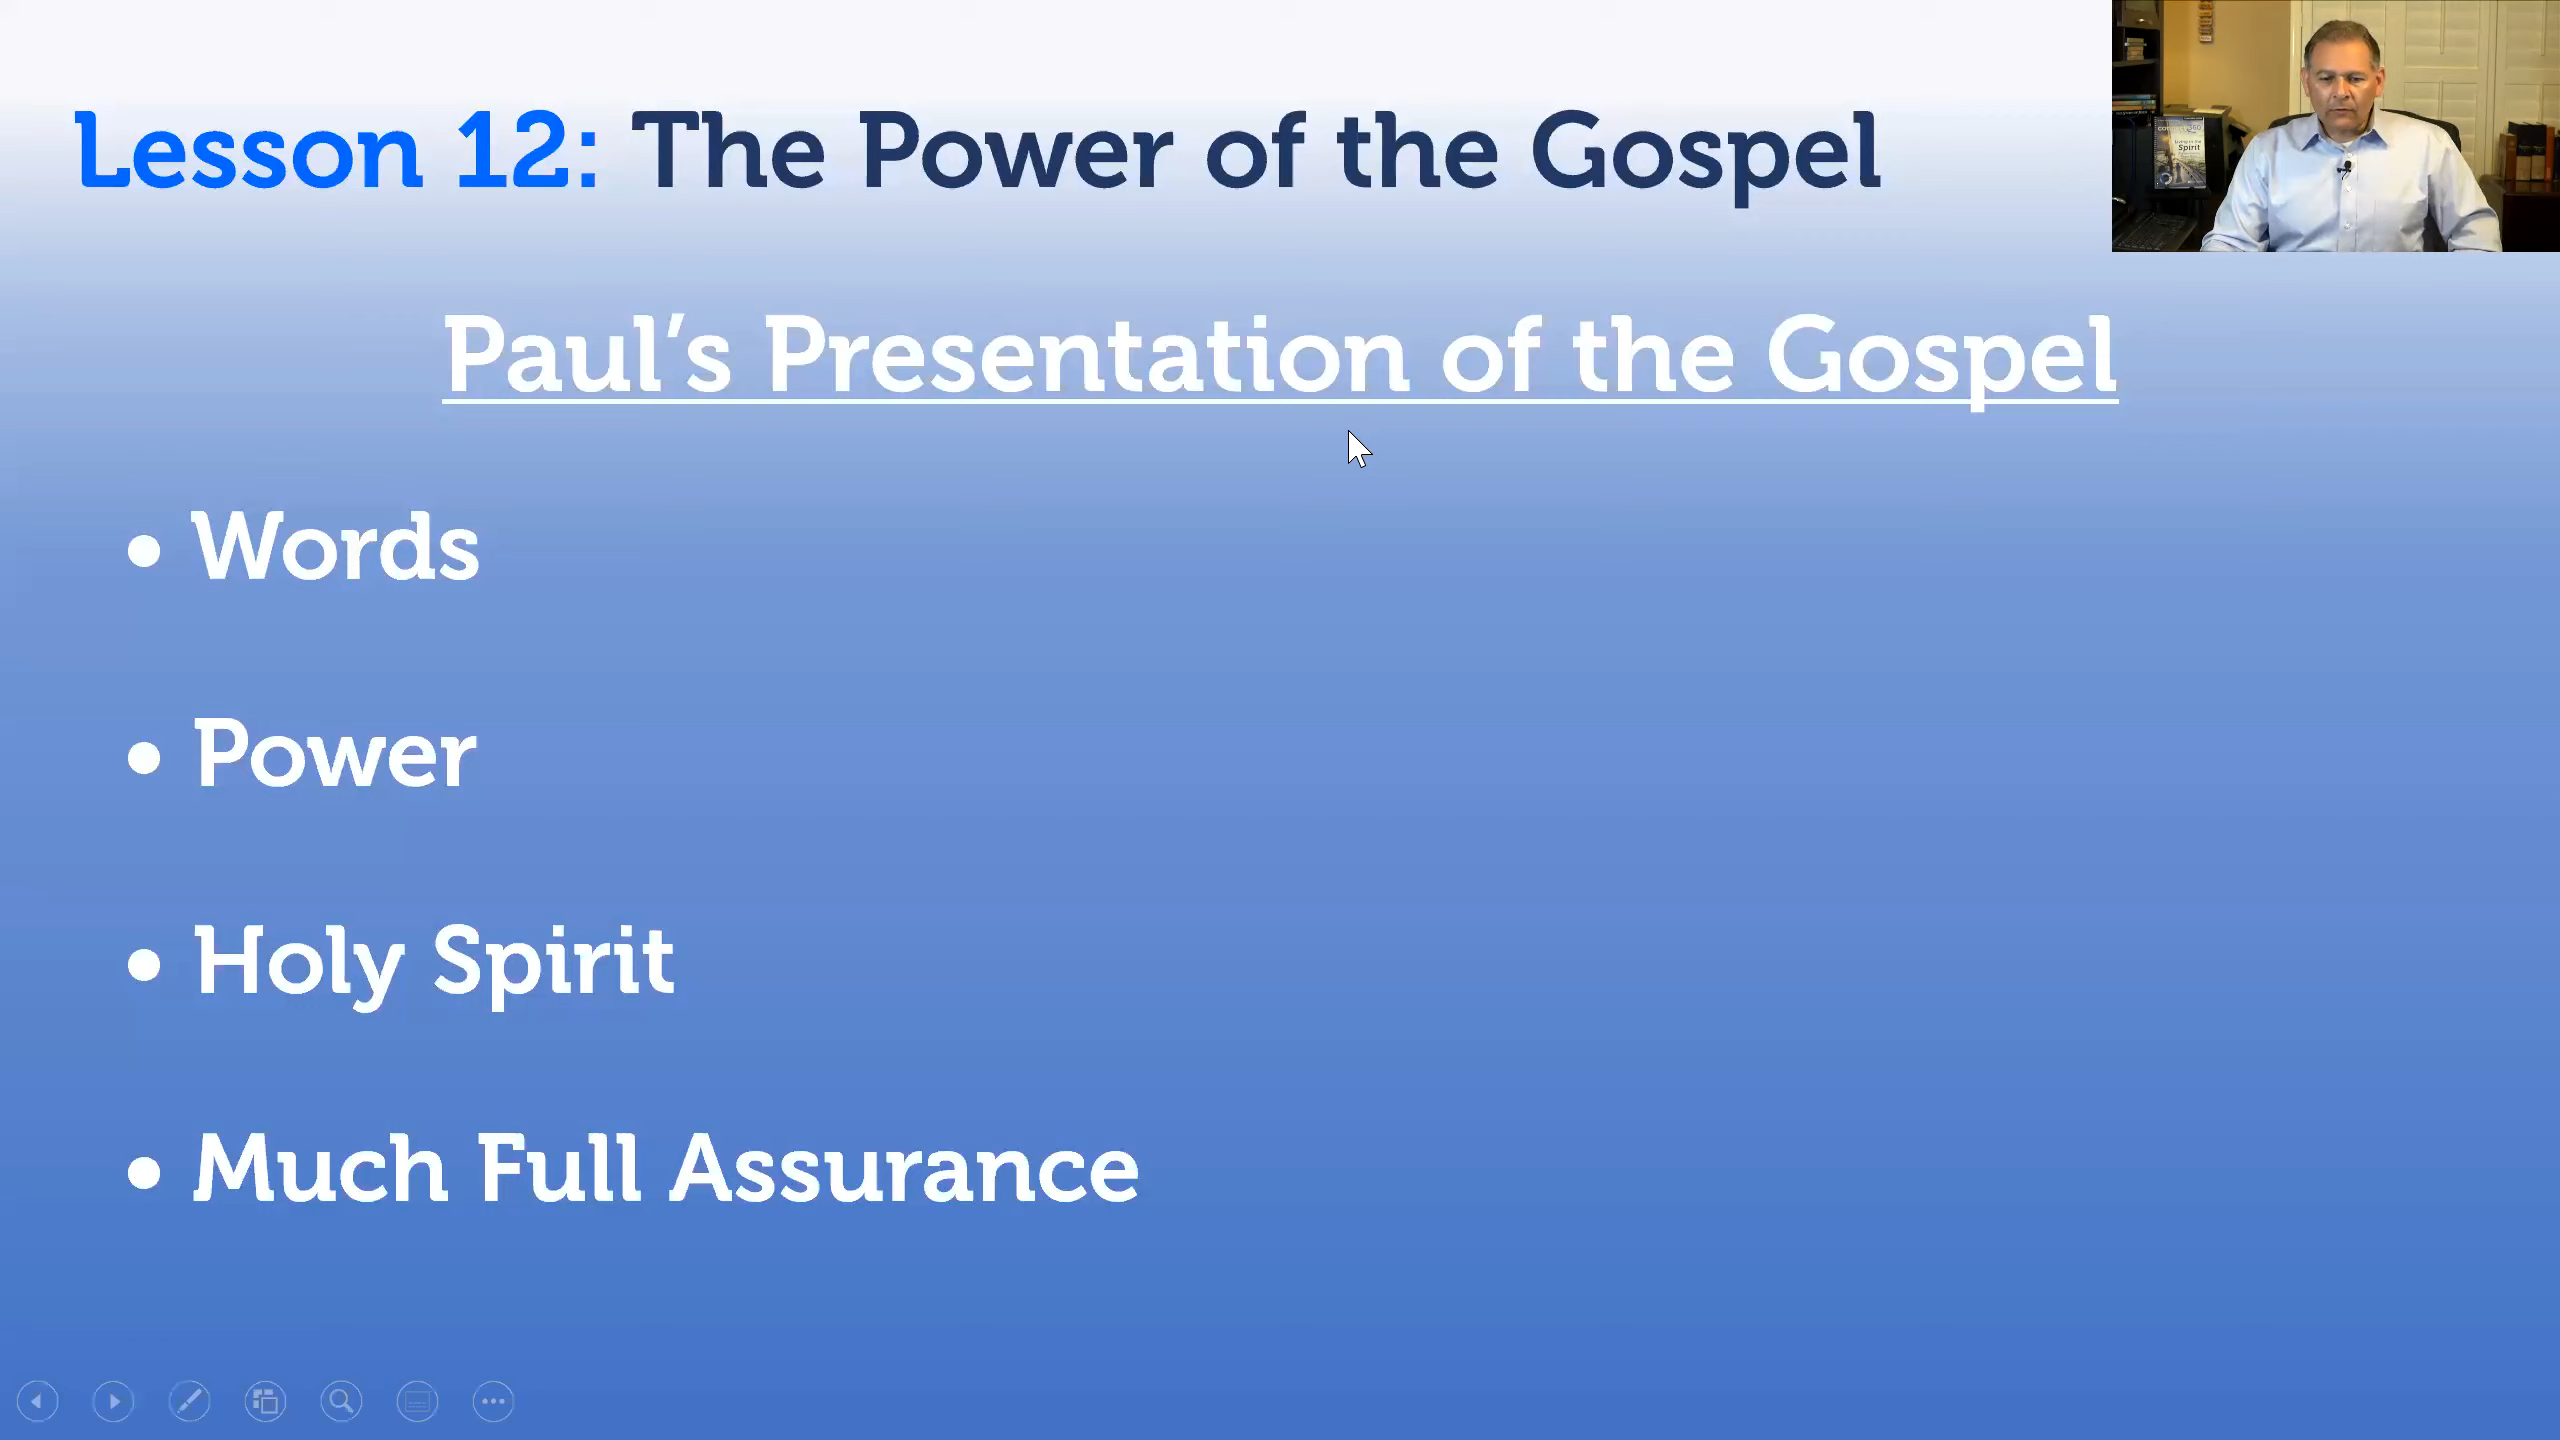 Lesson 12: The Power of the Gospel
Paul's Presentation of the Gospel
• Words
• Power
• Holy Spirit
• Much Full Assurance
Spirit